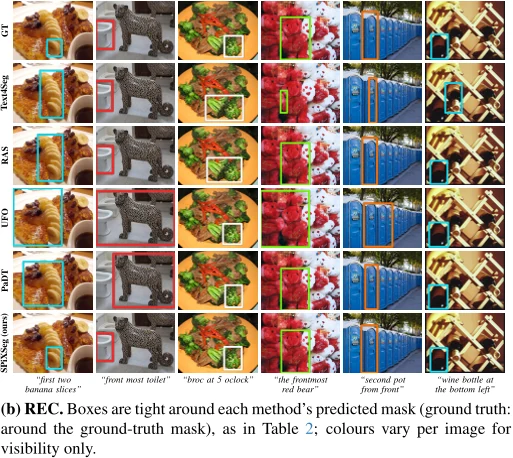 GT
Text4Seg
RAS
UFO
PaDT
SPiXSeg (ours)
"first two
banana slices"
"front most toilet"
"broc at 5 oclock"
"the frontmost
red bear"
"second pot
from front"
"wine bottle at
the bottom left"
(b) REC. Boxes are tight around each method's predicted mask (ground truth:
around the ground-truth mask), as in Table 2; colours vary per image for
visibility only.